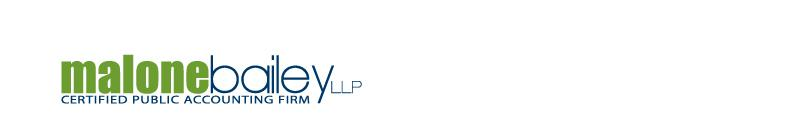 malonebailey LLP
CERTIFIED PUBLIC ACCOUNTING FIRM